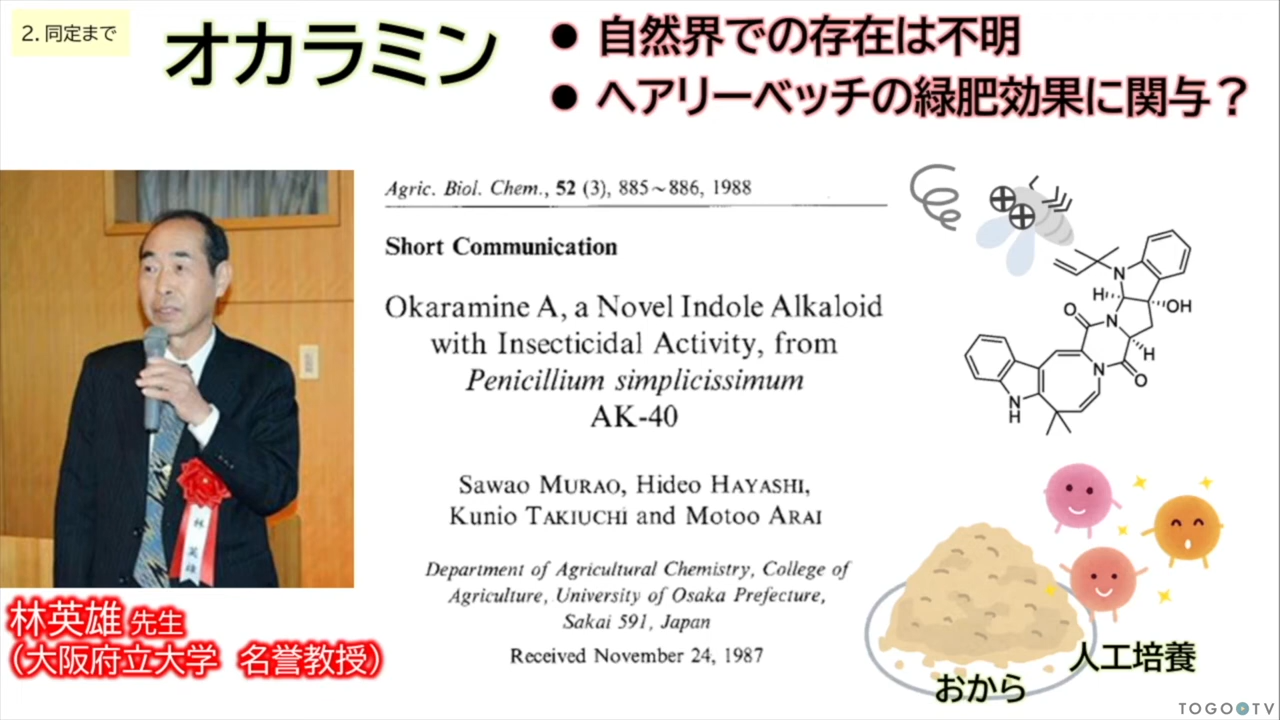 2. 同定まで
オカラミン
● 自然界での存在は不明
● ヘアリーベッチの緑肥効果に関与？
Agric. Biol. Chem., 52 (3), 885~886, 1988
Short Communication
Okaramine A, a Novel Indole Alkaloid
with Insecticidal Activity, from
Penicillium simplicissimum
AK-40
Sawao MURAO, Hideo HAYASHI,
Kunio TAKIUCHI and Motoo ARAI
Department of Agricultural Chemistry, College of
Agriculture, University of Osaka Prefecture,
Sakai 591, Japan
Received November 24, 1987
林英雄
林英雄 先生
（大阪府立大学 名誉教授）
N
H
OH
O
N
H
N
O
N
H
人工培養
おから
TOGO TV